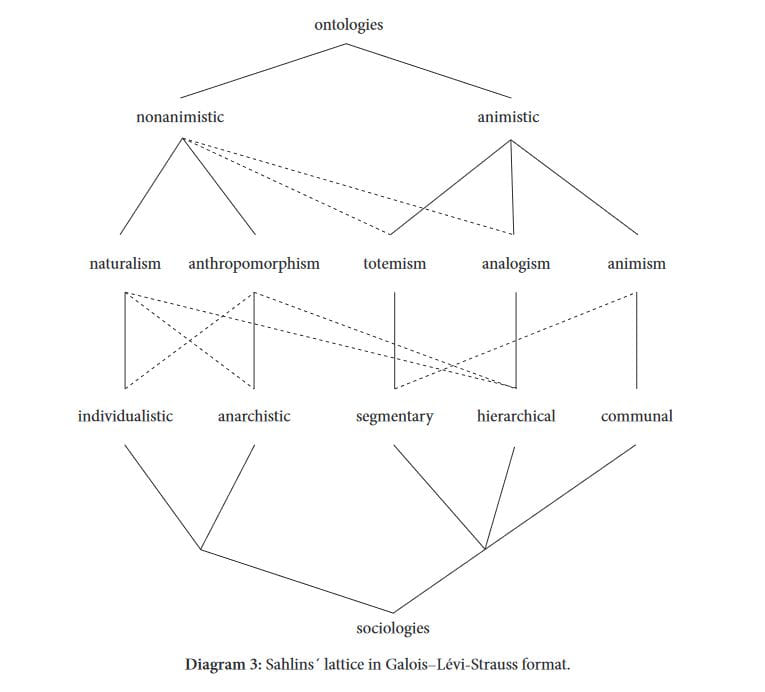 ontologies
nonanimistic animistic
naturalism anthropomorphism totemism analogism animism
individualistic anarchistic segmentary hierarchical communal
sociologies
Diagram 3: Sahlins´ lattice in Galois–Lévi-Strauss format.